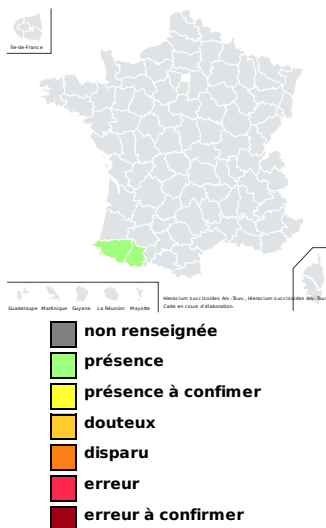 Île-de-France
Guadeloupe Martinique Guyane La Réunion Mayotte
Hieracium succisoides Arv.-Touv., Hieracium succisoides Arv.-Touv
Carte en cours d'élaboration.
non renseignée
présence
présence à confimer
douteux
disparu
erreur
erreur à confirmer